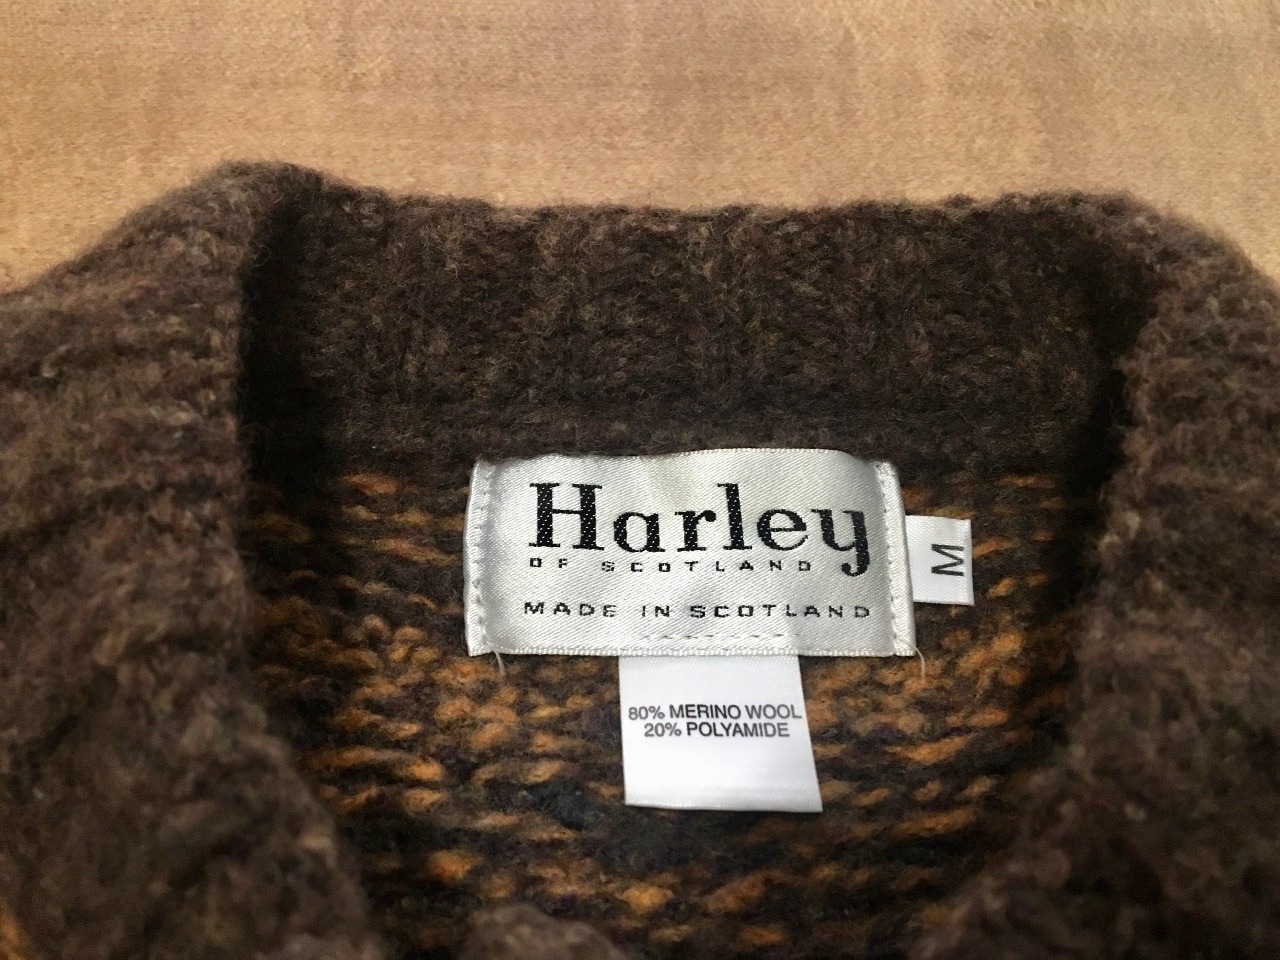 Harley
OF SCOTLAND
MADE IN SCOTLAND
M
80% MERINO WOOL
20% POLYAMIDE